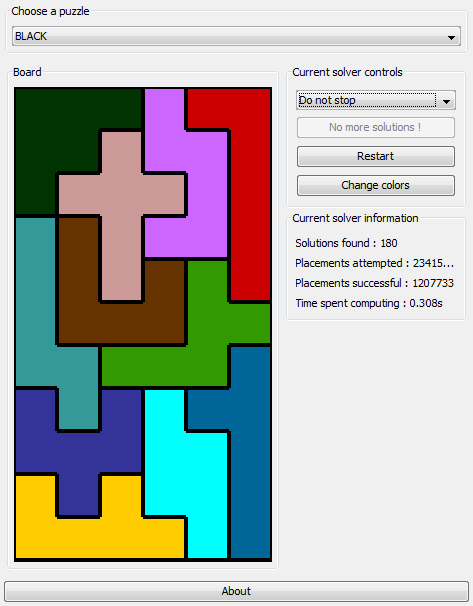 Choose a puzzle
BLACK
Board
Current solver controls
Do not stop
No more solutions !
Restart
Change colors
Current solver information
Solutions found : 180
Placements attempted : 23415...
Placements successful : 1207733
Time spent computing : 0.308s
About